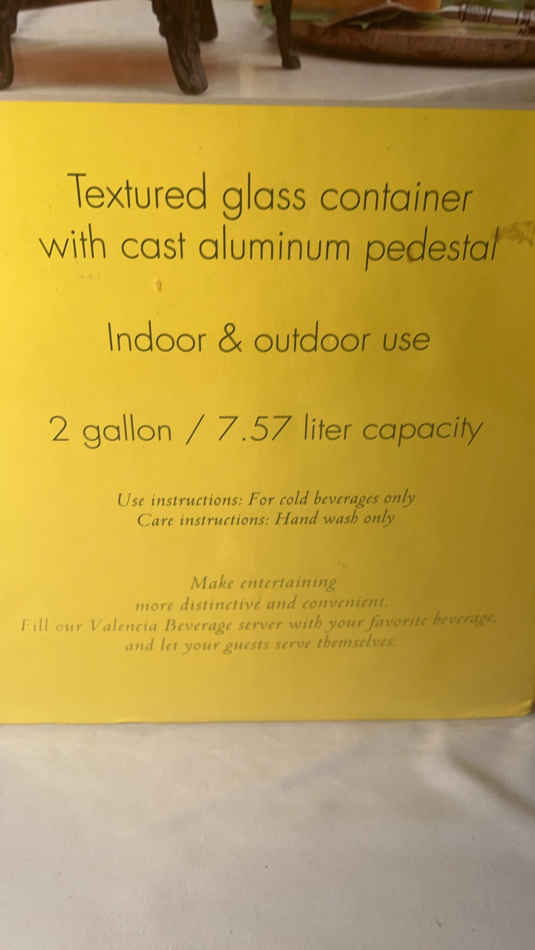 Textured glass container
with cast aluminum pedestal
Indoor & outdoor use
2 gallon / 7.57 liter capacity
Use instructions: For cold beverages only
Care instructions: Hand wash only
Make entertaining
more distinctive and convenient.
Fill our Valencia Beverage server with your favorite beverage,
and let your guests serve themselves.